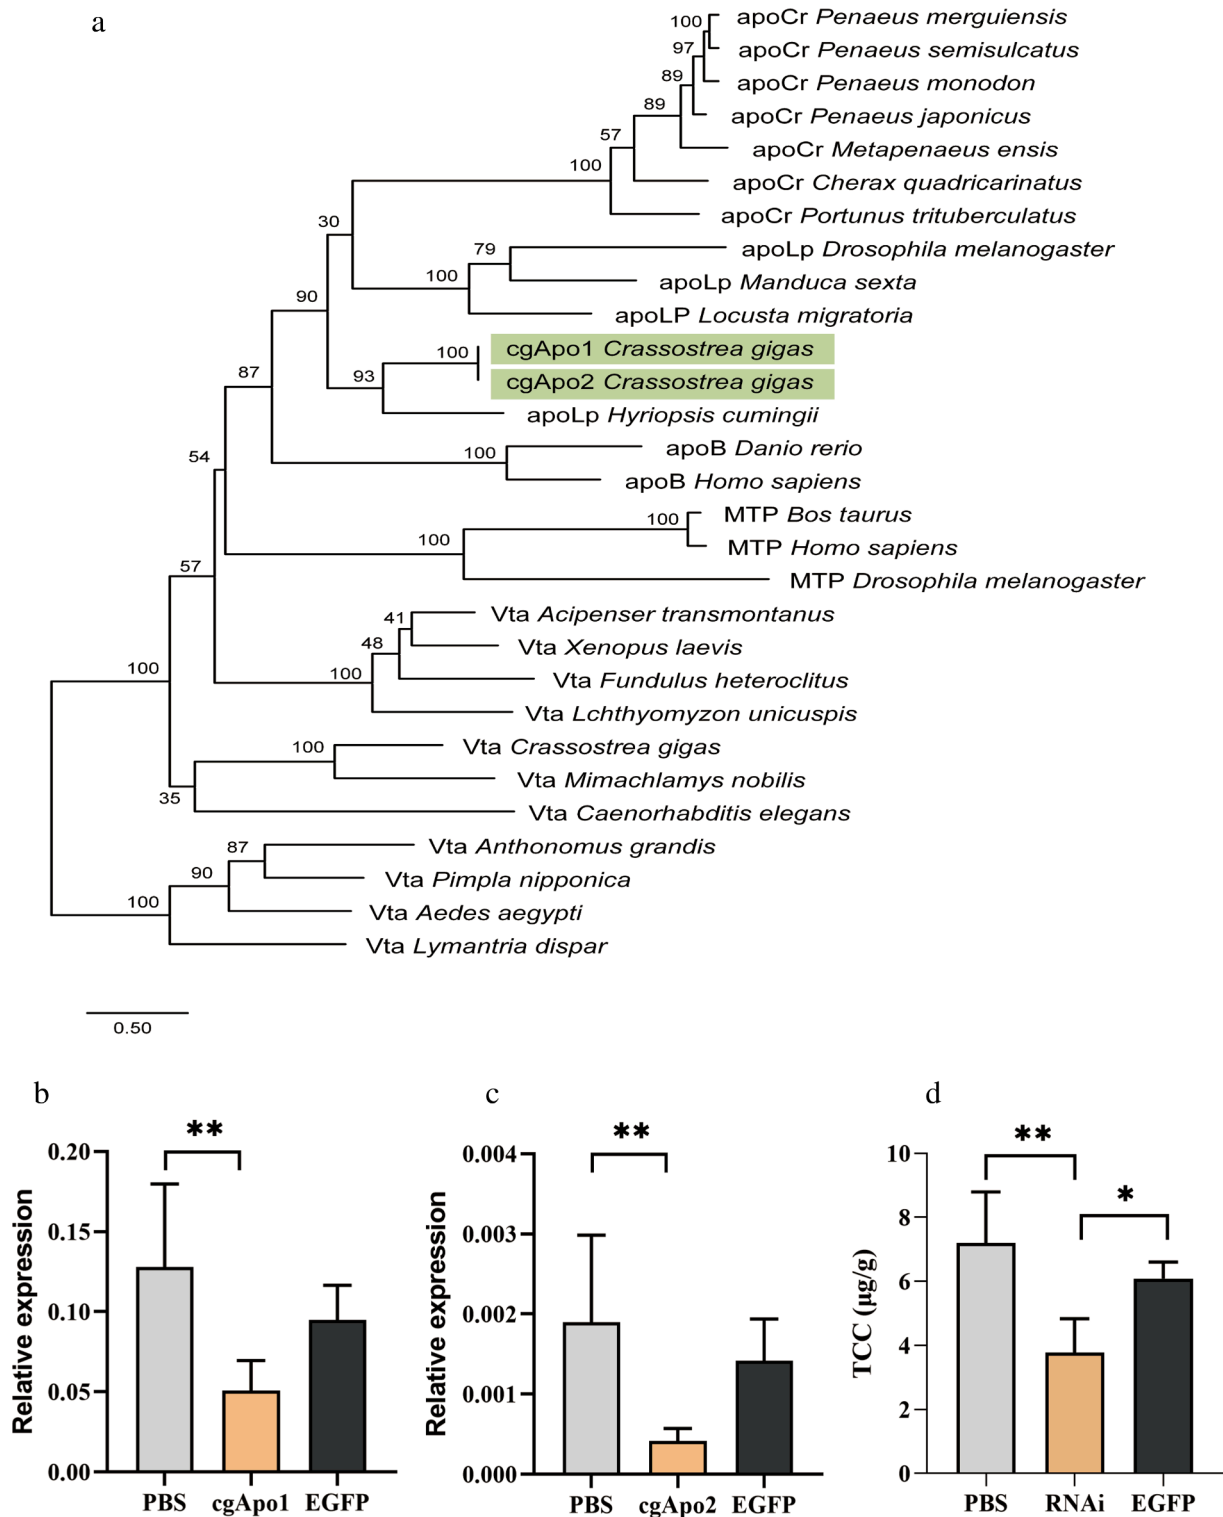 a
100
apoCr Penaeus merguiensis
97
apoCr Penaeus semisulcatus
89
apoCr Penaeus monodon
89
apoCr Penaeus japonicus
57
apoCr Metapenaeus ensis
100
apoCr Cherax quadricarinatus
apoCr Portunus trituberculatus
30
79
apoLp Drosophila melanogaster
100
apoLp Manduca sexta
90
apoLP Locusta migratoria
100
cgApo1 Crassostrea gigas
87
93
cgApo2 Crassostrea gigas
apoLp Hyriopsis cumingii
54
100
apoB Danio rerio
apoB Homo sapiens
100
MTP Bos taurus
100
MTP Homo sapiens
57
MTP Drosophila melanogaster
41
Vta Acipenser transmontanus
48
Vta Xenopus laevis
100
100
Vta Fundulus heteroclitus
Vta Lchthyomyzon unicuspis
100
Vta Crassostrea gigas
35
Vta Mimachlamys nobilis
Vta Caenorhabditis elegans
87
Vta Anthonomus grandis
90
Vta Pimpla nipponica
100
Vta Aedes aegypti
Vta Lymantria dispar
0.50
b
**
Relative expression
0.20
0.15
0.10
0.05
0.00
PBS cgApo1 EGFP
c
**
Relative expression
0.004
0.003
0.002
0.001
0.000
PBS cgApo2 EGFP
d
**
*
TCC (µg/g)
10
8
6
4
2
0
PBS RNAi EGFP